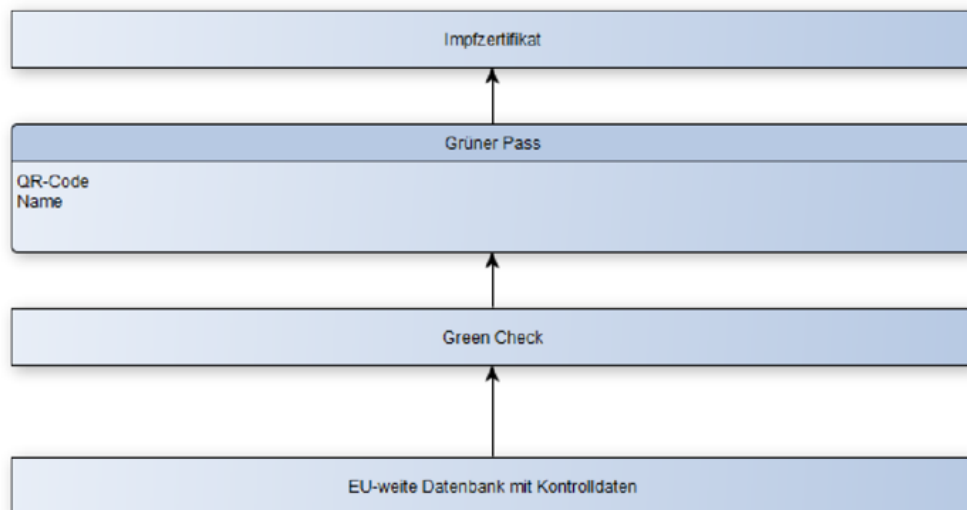 Impfzertifikat
Grüner Pass
QR-Code
Name
Green Check
EU-weite Datenbank mit Kontrolldaten